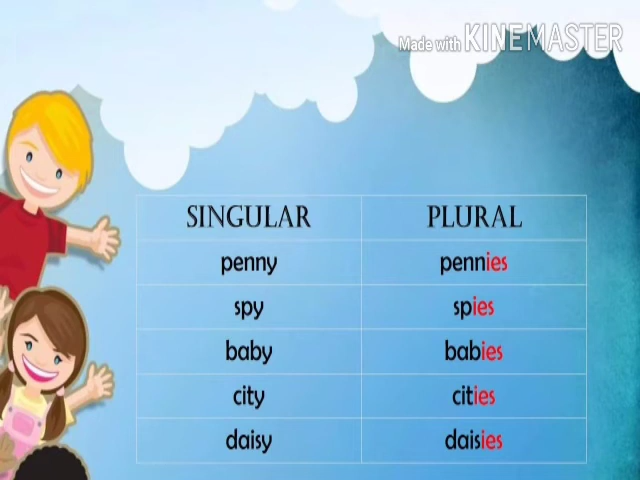 Made with KINEMASTER
SINGULAR PLURAL
penny pennies
spy spies
baby babies
city cities
daisy daisies